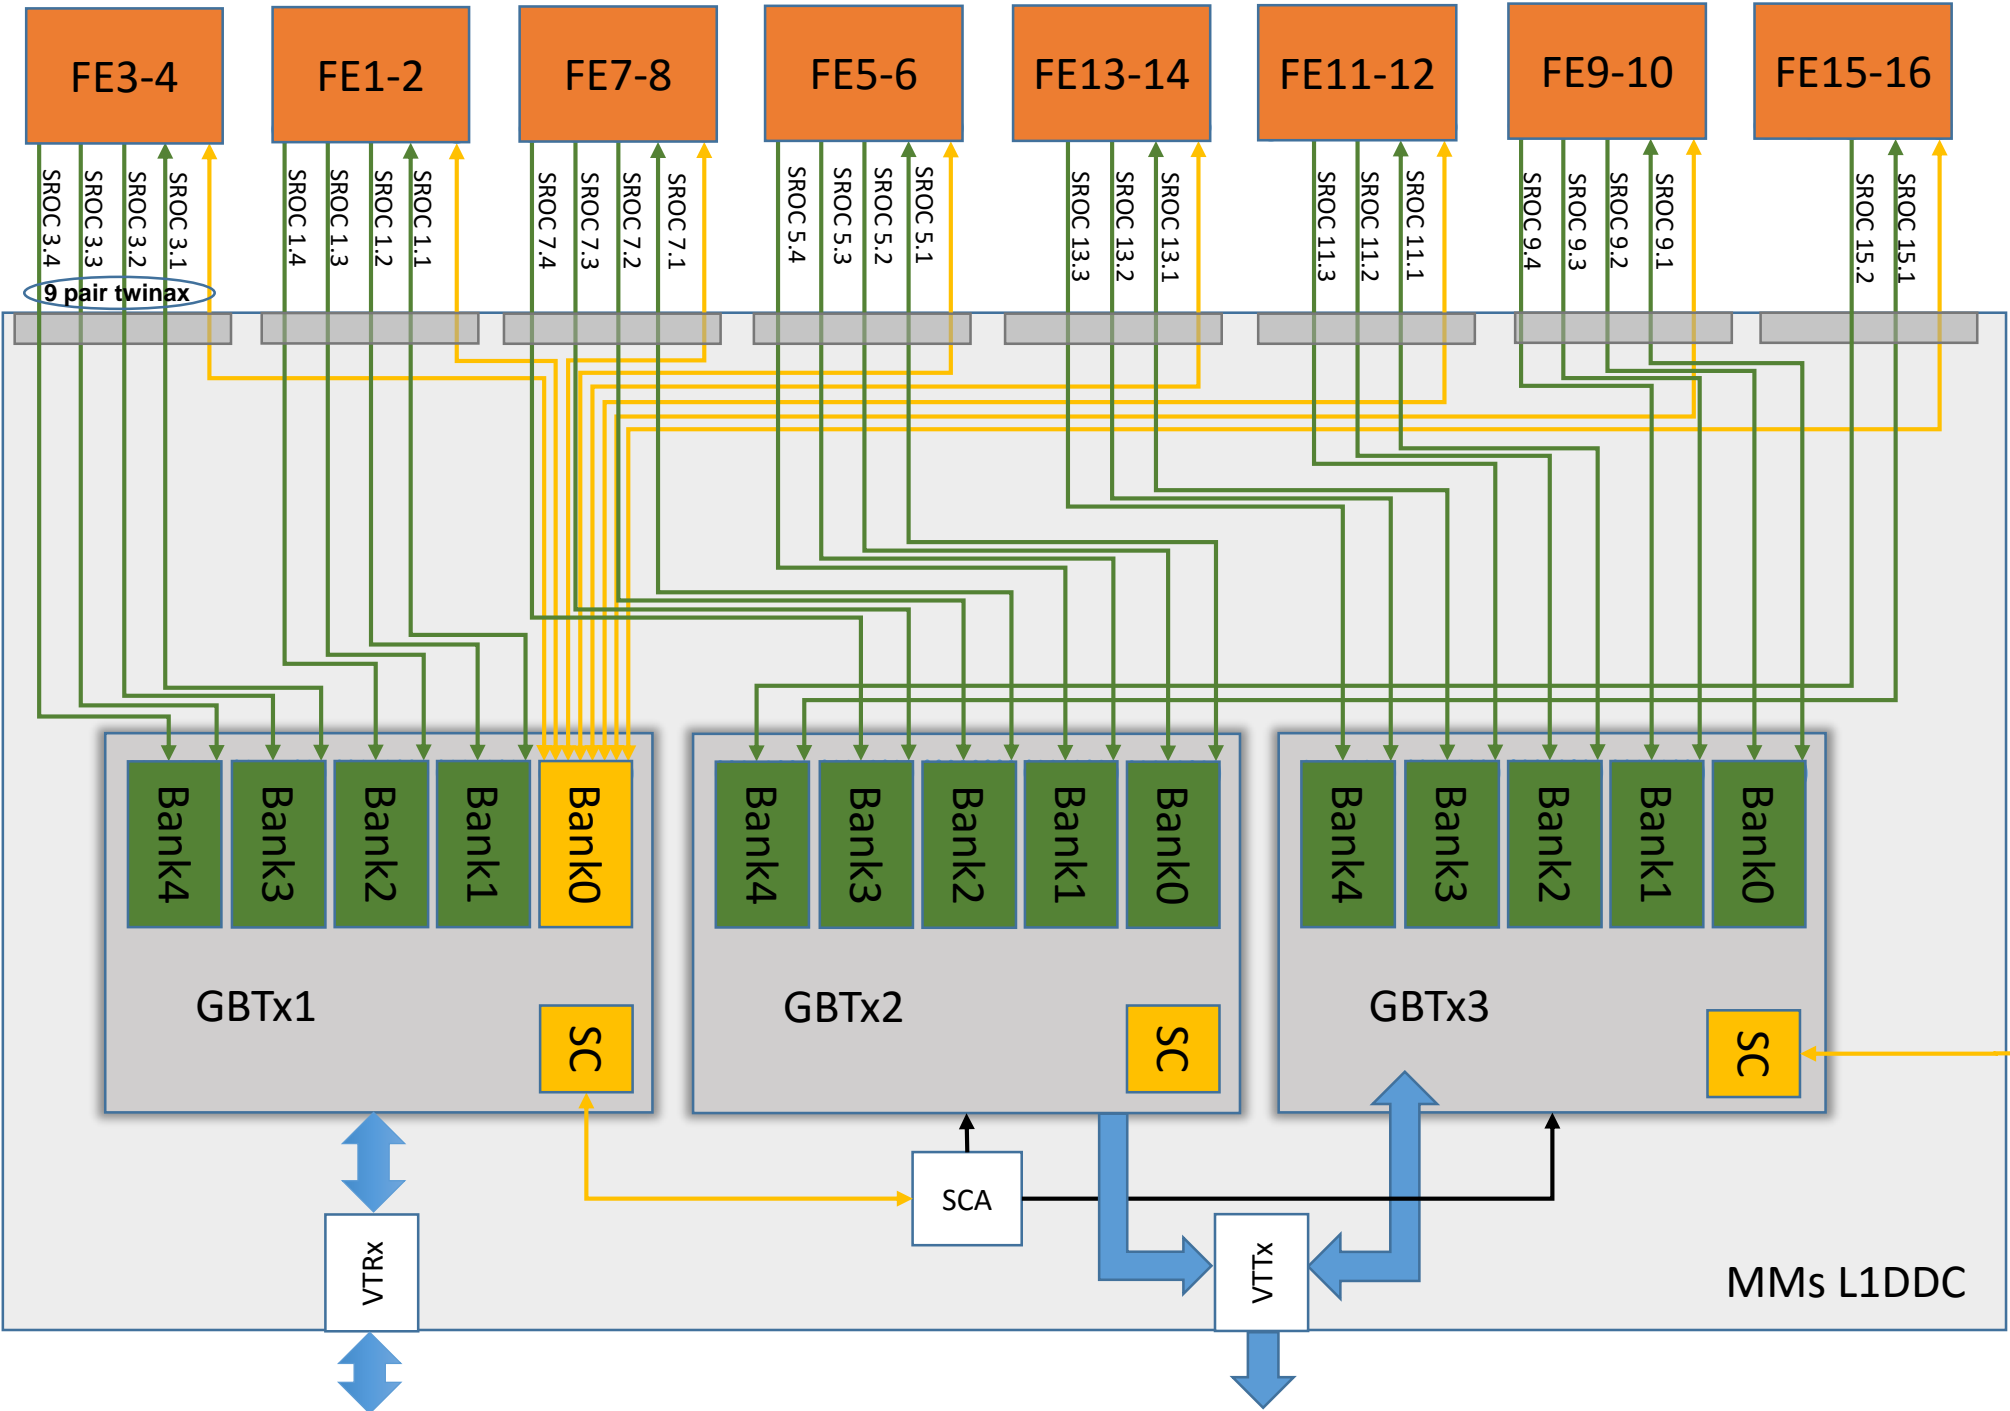 FE3-4
FE1-2
FE7-8
FE5-6
FE13-14
FE11-12
FE9-10
FE15-16
SROC 3.4
SROC 3.3
SROC 3.2
SROC 3.1
SROC 1.4
SROC 1.3
SROC 1.2
SROC 1.1
SROC 7.4
SROC 7.3
SROC 7.2
SROC 7.1
SROC 5.4
SROC 5.3
SROC 5.2
SROC 5.1
SROC 13.3
SROC 13.2
SROC 13.1
SROC 11.3
SROC 11.2
SROC 11.1
SROC 9.4
SROC 9.3
SROC 9.2
SROC 9.1
SROC 15.2
SROC 15.1
9 pair twinax
Bank4
Bank3
Bank2
Bank1
Bank0
Bank4
Bank3
Bank2
Bank1
Bank0
Bank4
Bank3
Bank2
Bank1
Bank0
GBTx1
SC
GBTx2
SC
GBTx3
SC
SCA
VTRx
VTTx
MMs L1DDC